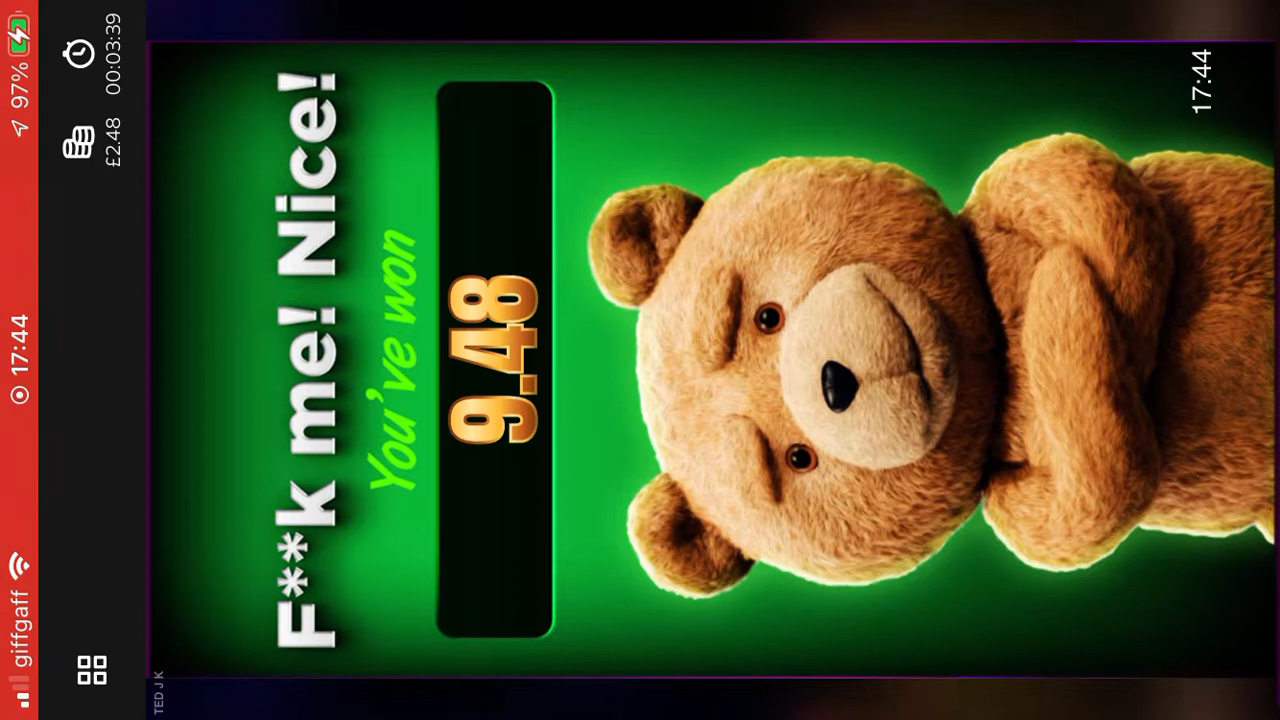 giffgaff 17:44 97%
£2.48 00:03:39
TED J K
F**k me! Nice!
You've won
9.48
17:44